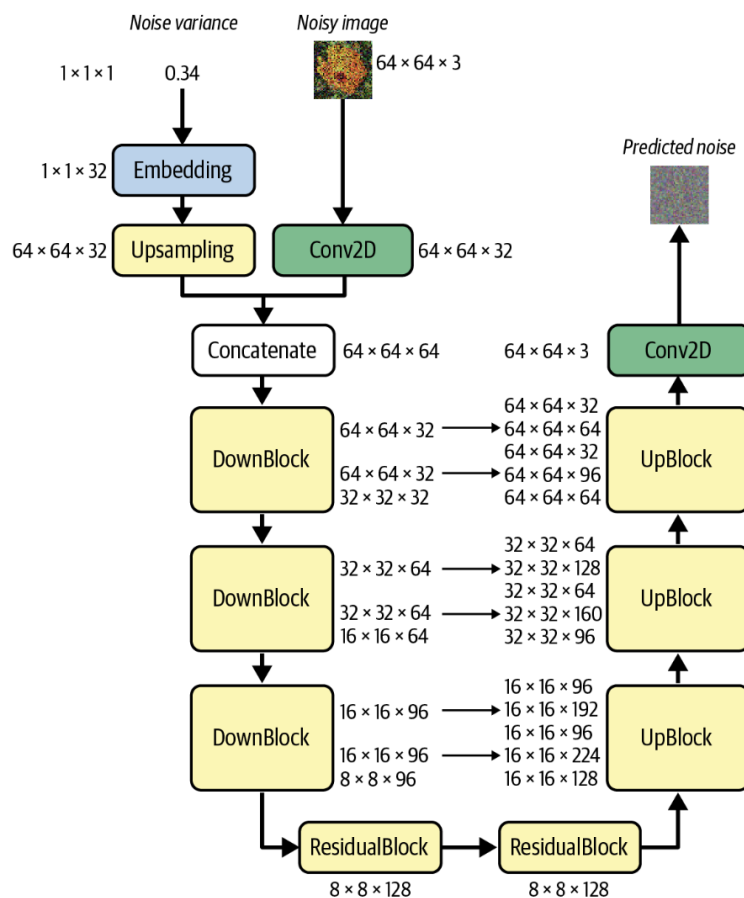 Noise variance
Noisy image
1 × 1 × 1
0.34
64 × 64 × 3
Predicted noise
1 × 1 × 32
Embedding
64 × 64 × 32
Upsampling
Conv2D
64 × 64 × 32
Concatenate
64 × 64 × 64
64 × 64 × 3
Conv2D
DownBlock
64 × 64 × 32
64 × 64 × 32
32 × 32 × 32
64 × 64 × 32
64 × 64 × 64
64 × 64 × 32
64 × 64 × 96
64 × 64 × 64
UpBlock
DownBlock
32 × 32 × 64
32 × 32 × 64
16 × 16 × 64
32 × 32 × 64
32 × 32 × 128
32 × 32 × 64
32 × 32 × 160
32 × 32 × 96
UpBlock
DownBlock
16 × 16 × 96
16 × 16 × 96
8 × 8 × 96
16 × 16 × 96
16 × 16 × 192
16 × 16 × 96
16 × 16 × 224
16 × 16 × 128
UpBlock
ResidualBlock
ResidualBlock
8 × 8 × 128
8 × 8 × 128